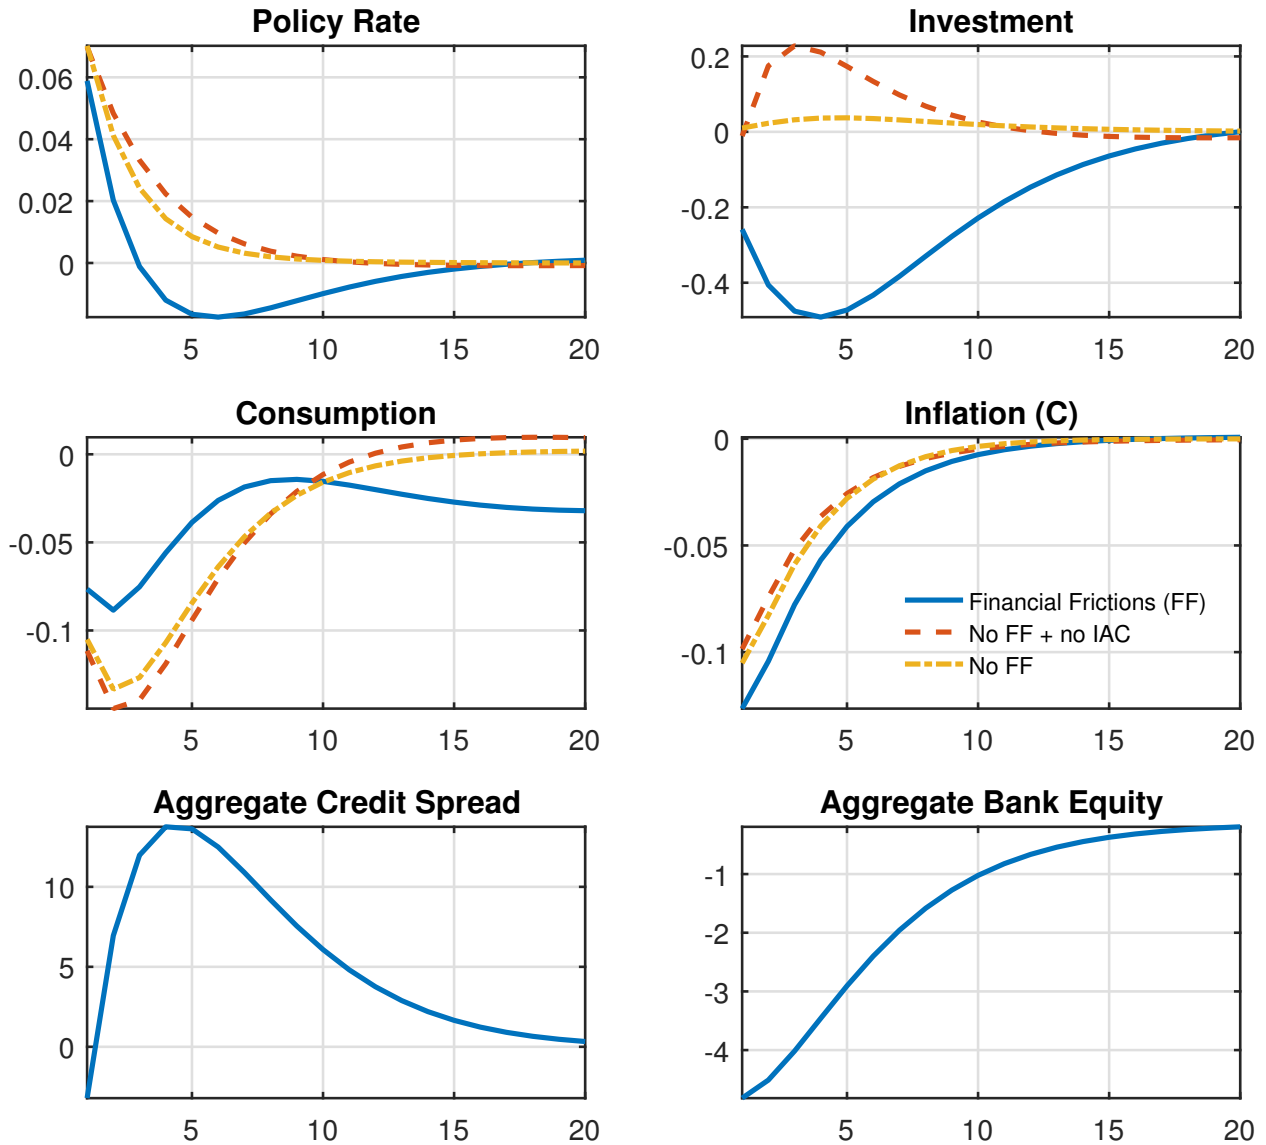 Policy Rate
0.06
0.04
0.02
0
5 10 15 20
Investment
0.2
0
-0.2
-0.4
5 10 15 20
Consumption
0
-0.05
-0.1
5 10 15 20
Inflation (C)
0
-0.05
-0.1
Financial Frictions (FF)
No FF + no IAC
No FF
5 10 15 20
Aggregate Credit Spread
10
5
0
5 10 15 20
Aggregate Bank Equity
-1
-2
-3
-4
5 10 15 20